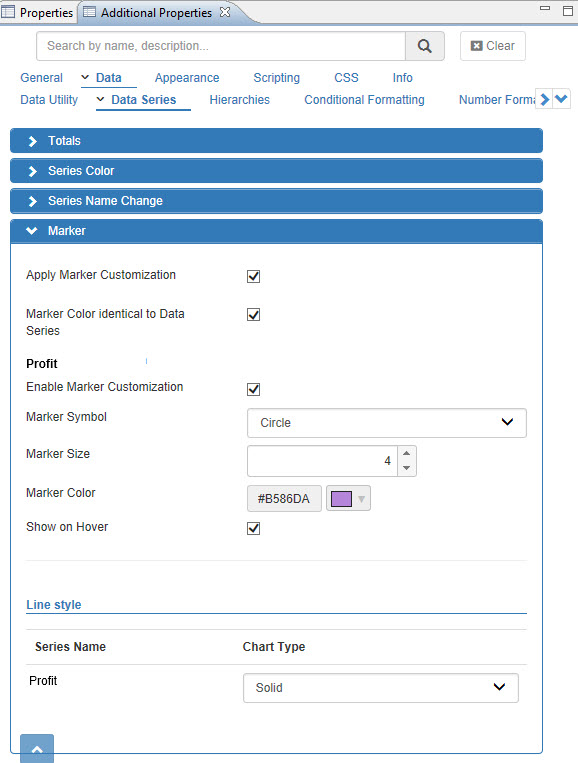 Properties Additional Properties
Search by name, description... Clear
General Data Appearance Scripting CSS Info
Data Utility Data Series Hierarchies Conditional Formatting Number Forma
Totals
Series Color
Series Name Change
Marker
Apply Marker Customization
Marker Color identical to Data
Series
Profit
Enable Marker Customization
Marker Symbol Circle
Marker Size 4
Marker Color #B586DA
Show on Hover
Line style
Series Name Chart Type
Profit Solid